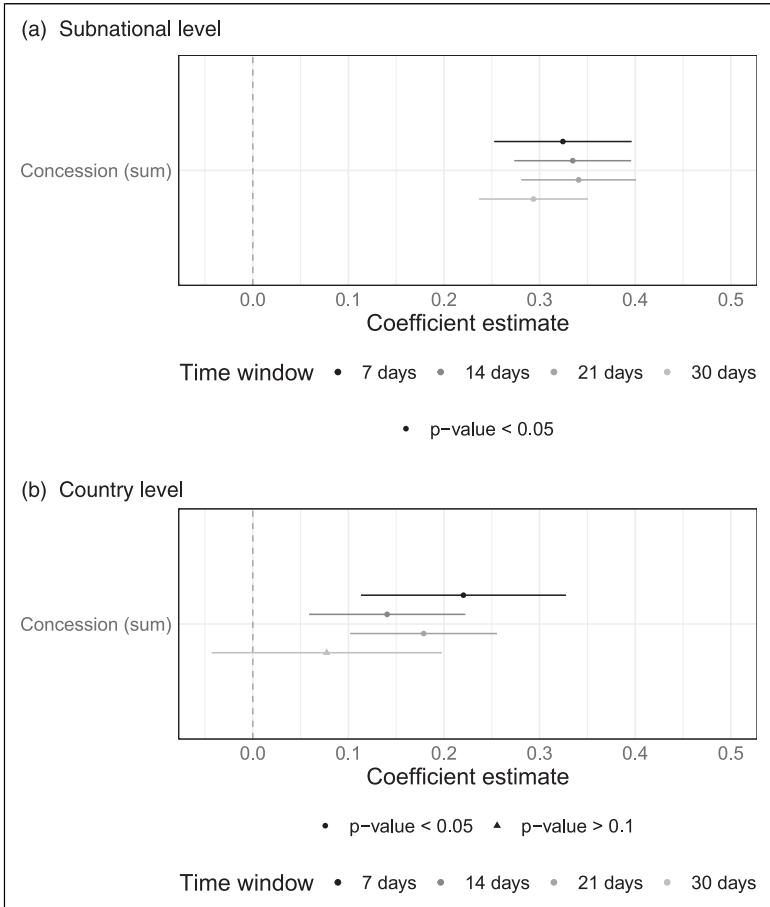 (a) Subnational level
Concession (sum)
0.0 0.1 0.2 0.3 0.4 0.5
Coefficient estimate
Time window 7 days 14 days 21 days 30 days
p−value < 0.05
(b) Country level
Concession (sum)
0.0 0.1 0.2 0.3 0.4 0.5
Coefficient estimate
p−value < 0.05 p−value > 0.1
Time window 7 days 14 days 21 days 30 days